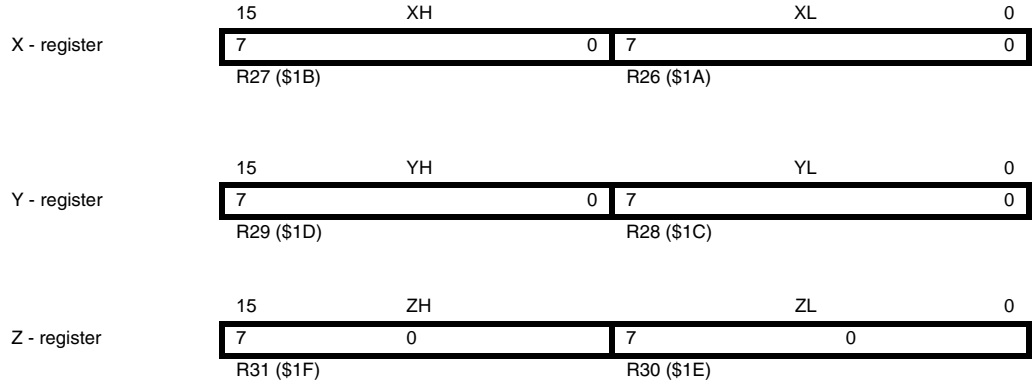 15 XH XL 0
X - register 7 0 7 0
R27 ($1B) R26 ($1A)
15 YH YL 0
Y - register 7 0 7 0
R29 ($1D) R28 ($1C)
15 ZH ZL 0
Z - register 7 0 7 0
R31 ($1F) R30 ($1E)